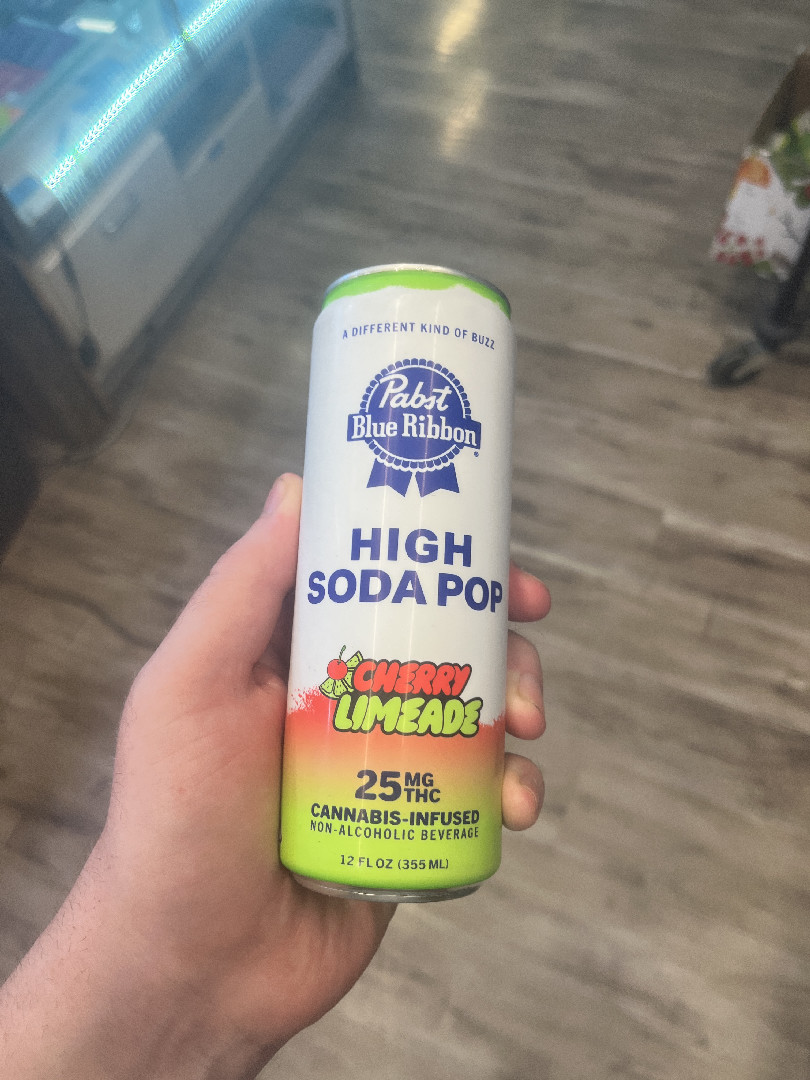 A DIFFERENT KIND OF BUZZ
Pabst
Blue Ribbon®
HIGH
SODA POP
CHERRY
LIMEADE
25 MG
THC
CANNABIS-INFUSED
NON-ALCOHOLIC BEVERAGE
12 FL OZ (355 ML)